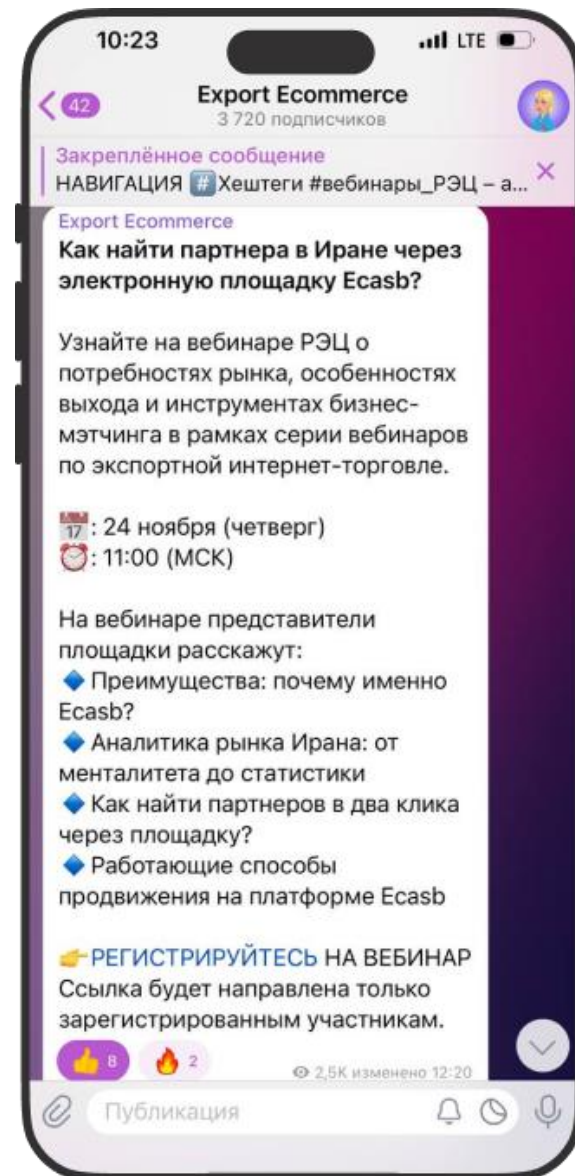 10:23 LTE
42 Export Ecommerce
3 720 подписчиков
Закреплённое сообщение
НАВИГАЦИЯ #️⃣Хештеги #вебинары_РЭЦ – а...
Export Ecommerce
Как найти партнера в Иране через
электронную площадку Ecasb?
Узнайте на вебинаре РЭЦ о
потребностях рынка, особенностях
выхода и инструментах бизнес-
мэтчинга в рамках серии вебинаров
по экспортной интернет-торговле.
📅: 24 ноября (четверг)
⏰: 11:00 (МСК)
На вебинаре представители
площадки расскажут:
🔷 Преимущества: почему именно
Ecasb?
🔷 Аналитика рынка Ирана: от
менталитета до статистики
🔷 Как найти партнеров в два клика
через площадку?
🔷 Работающие способы
продвижения на платформе Ecasb
👉 РЕГИСТРИРУЙТЕСЬ НА ВЕБИНАР
Ссылка будет направлена только
зарегистрированным участникам.
👍 8 🔥 2 2,5K изменено 12:20
Публикация